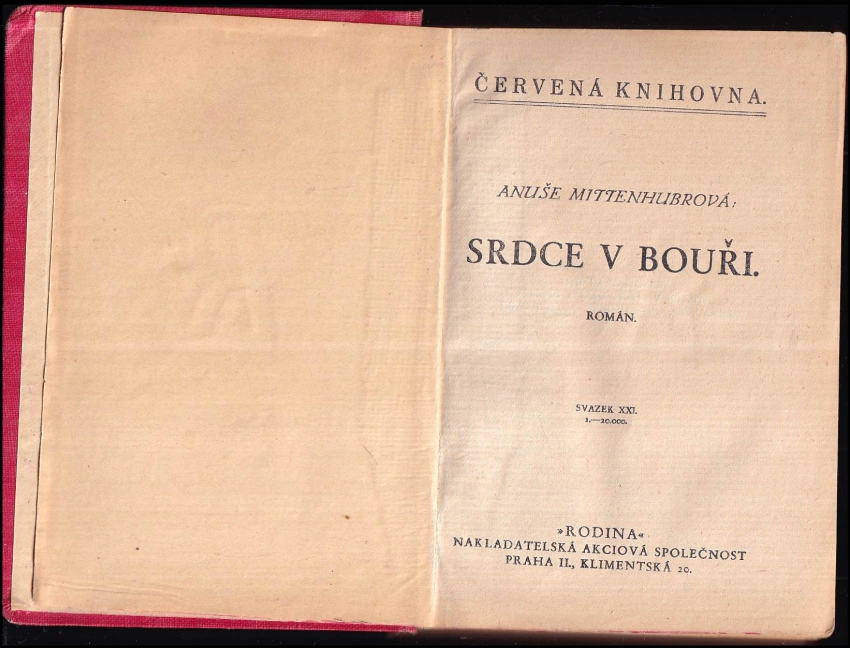 ČERVENÁ KNIHOVNA.
ANUŠE MITTENHUBROVÁ:
SRDCE V BOUŘI.
ROMÁN.
SVAZEK XXI.
1.—20.000.
»RODINA«
NAKLADATELSKÁ AKCIOVÁ SPOLEČNOST
PRAHA II., KLIMENTSKÁ 20.